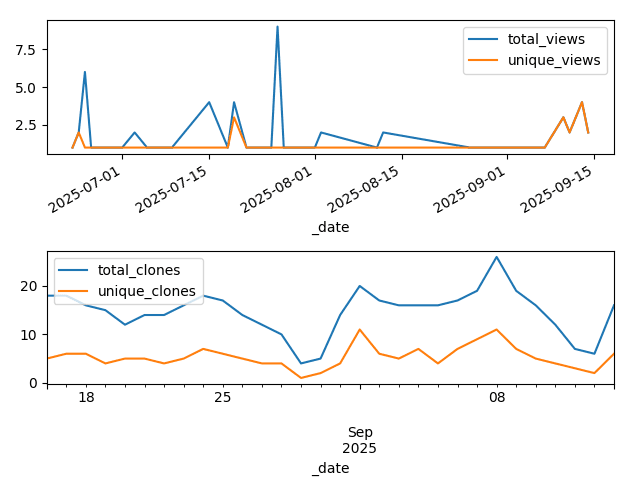 total_views
unique_views
7.5
5.0
2.5
2025-07-01
2025-07-15
2025-08-01
2025-08-15
2025-09-01
2025-09-15
_date
total_clones
unique_clones
20
10
0
18
25
08
Sep
2025
_date